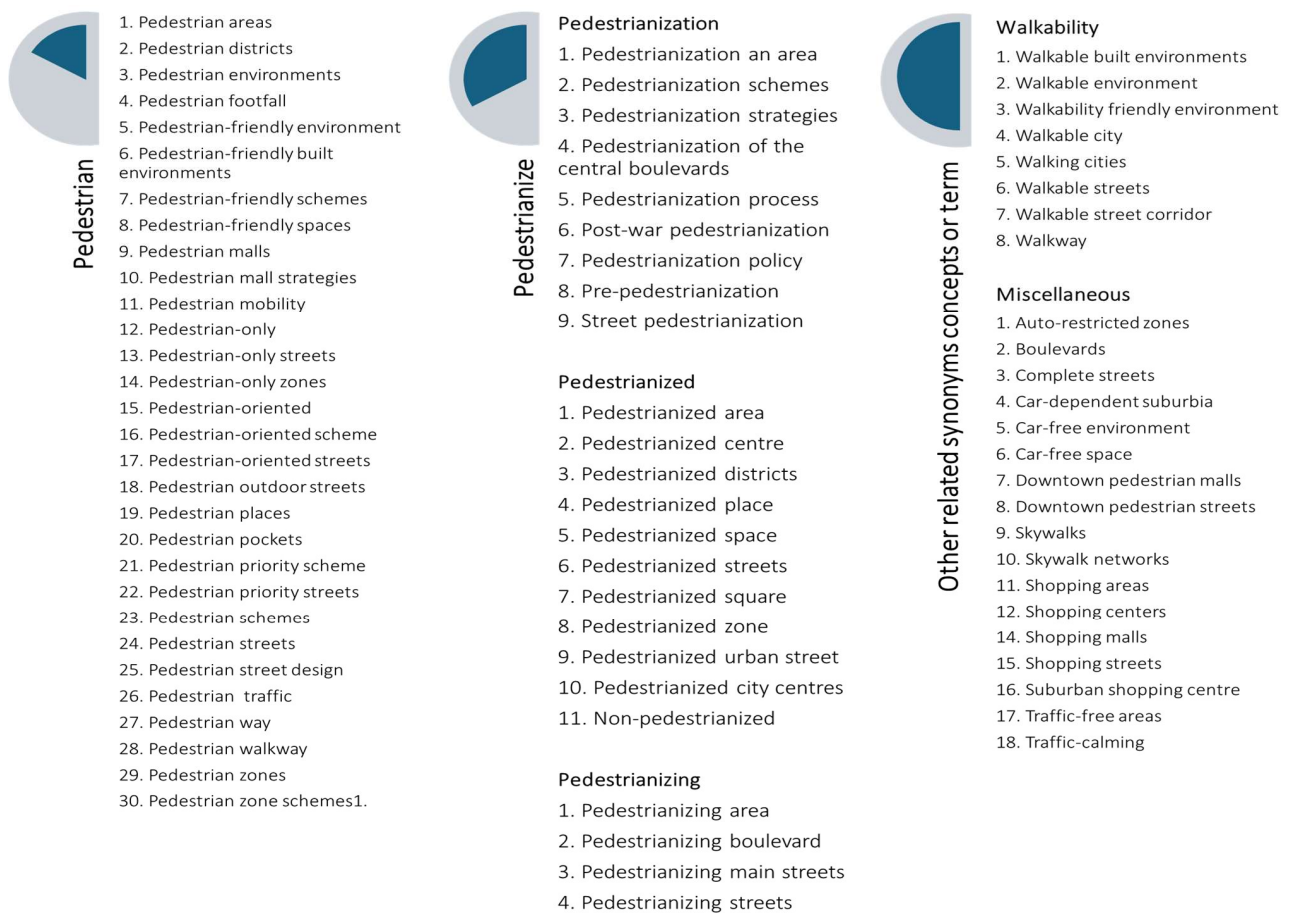 Pedestrian
1. Pedestrian areas
2. Pedestrian districts
3. Pedestrian environments
4. Pedestrian footfall
5. Pedestrian-friendly environment
6. Pedestrian-friendly built
environments
7. Pedestrian-friendly schemes
8. Pedestrian-friendly spaces
9. Pedestrian malls
10. Pedestrian mall strategies
11. Pedestrian mobility
12. Pedestrian-only
13. Pedestrian-only streets
14. Pedestrian-only zones
15. Pedestrian-oriented
16. Pedestrian-oriented scheme
17. Pedestrian-oriented streets
18. Pedestrian outdoor streets
19. Pedestrian places
20. Pedestrian pockets
21. Pedestrian priority scheme
22. Pedestrian priority streets
23. Pedestrian schemes
24. Pedestrian streets
25. Pedestrian street design
26. Pedestrian traffic
27. Pedestrian way
28. Pedestrian walkway
29. Pedestrian zones
30. Pedestrian zone schemes1.
Pedestrianize
Pedestrianization
1. Pedestrianization an area
2. Pedestrianization schemes
3. Pedestrianization strategies
4. Pedestrianization of the
central boulevards
5. Pedestrianization process
6. Post-war pedestrianization
7. Pedestrianization policy
8. Pre-pedestrianization
9. Street pedestrianization
Pedestrianized
1. Pedestrianized area
2. Pedestrianized centre
3. Pedestrianized districts
4. Pedestrianized place
5. Pedestrianized space
6. Pedestrianized streets
7. Pedestrianized square
8. Pedestrianized zone
9. Pedestrianized urban street
10. Pedestrianized city centres
11. Non-pedestrianized
Pedestrianizing
1. Pedestrianizing area
2. Pedestrianizing boulevard
3. Pedestrianizing main streets
4. Pedestrianizing streets
Other related synonyms concepts or term
Walkability
1. Walkable built environments
2. Walkable environment
3. Walkability friendly environment
4. Walkable city
5. Walking cities
6. Walkable streets
7. Walkable street corridor
8. Walkway
Miscellaneous
1. Auto-restricted zones
2. Boulevards
3. Complete streets
4. Car-dependent suburbia
5. Car-free environment
6. Car-free space
7. Downtown pedestrian malls
8. Downtown pedestrian streets
9. Skywalks
10. Skywalk networks
11. Shopping areas
12. Shopping centers
14. Shopping malls
15. Shopping streets
16. Suburban shopping centre
17. Traffic-free areas
18. Traffic-calming